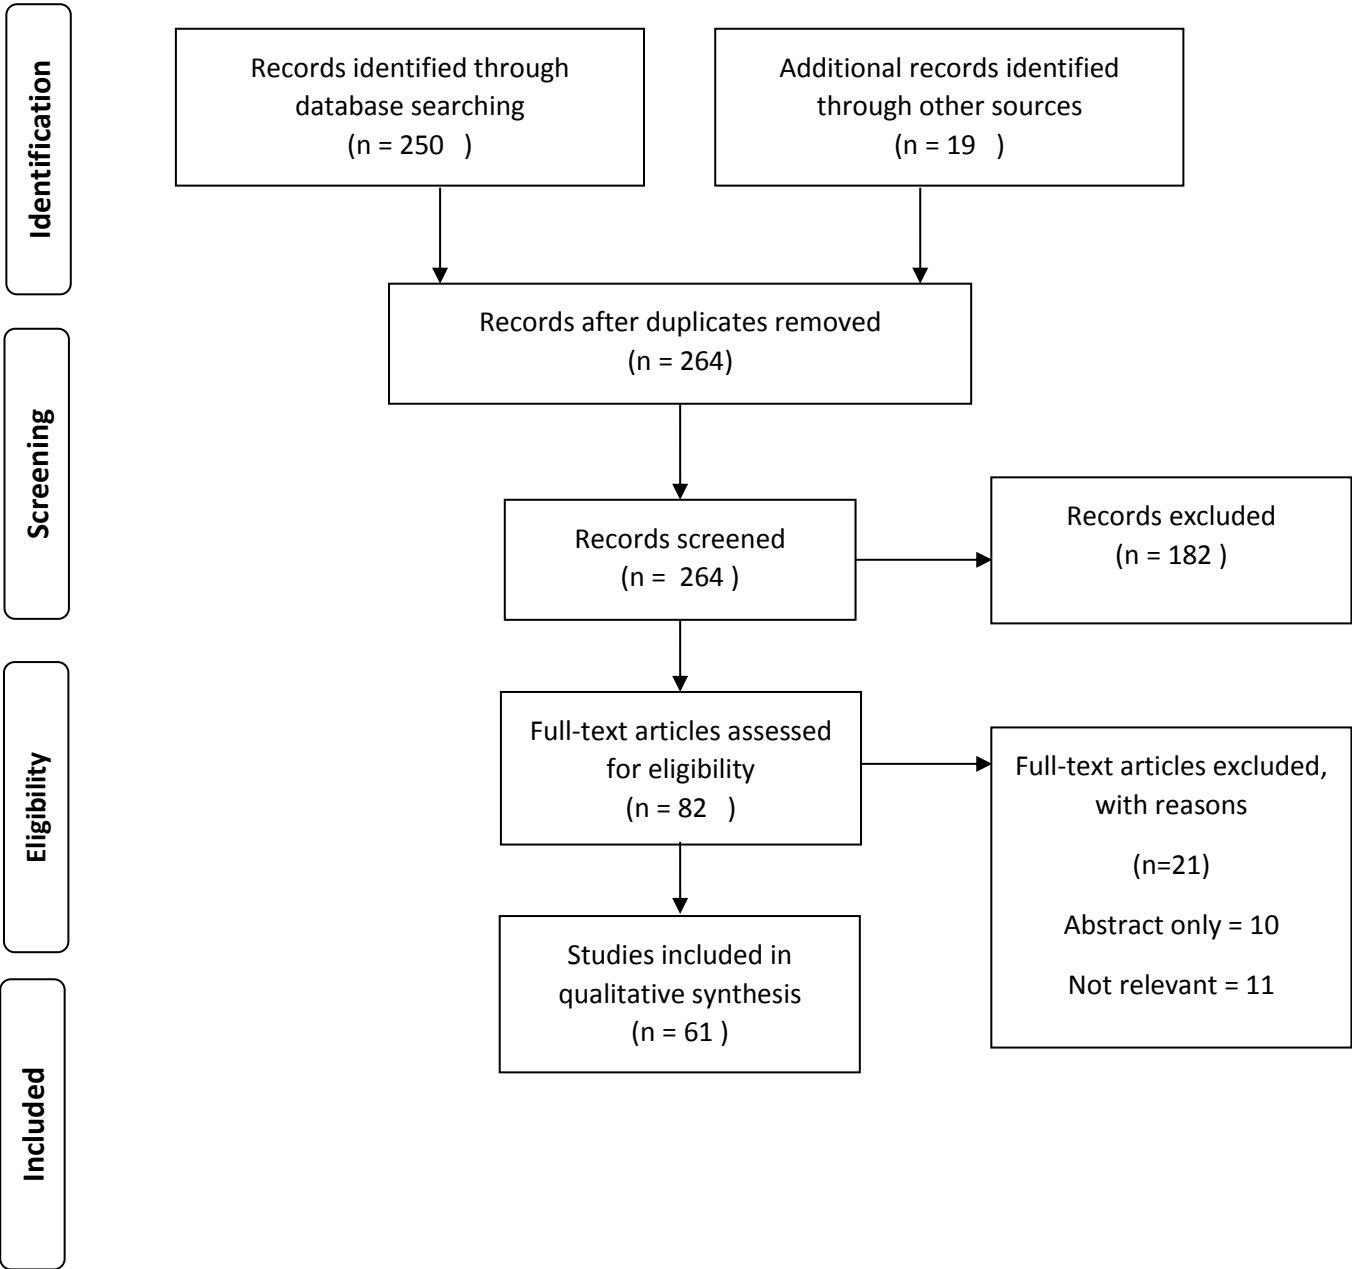 Identification
Records identified through
database searching
(n = 250   )
Additional records identified
through other sources
(n = 19   )
Records after duplicates removed
(n = 264)
Screening
Records screened
(n =  264 )
Records excluded
(n = 182 )
Eligibility
Full-text articles assessed
for eligibility
(n = 82   )
Full-text articles excluded,
with reasons
(n=21)
Abstract only = 10
Not relevant = 11
Included
Studies included in
qualitative synthesis
(n = 61 )